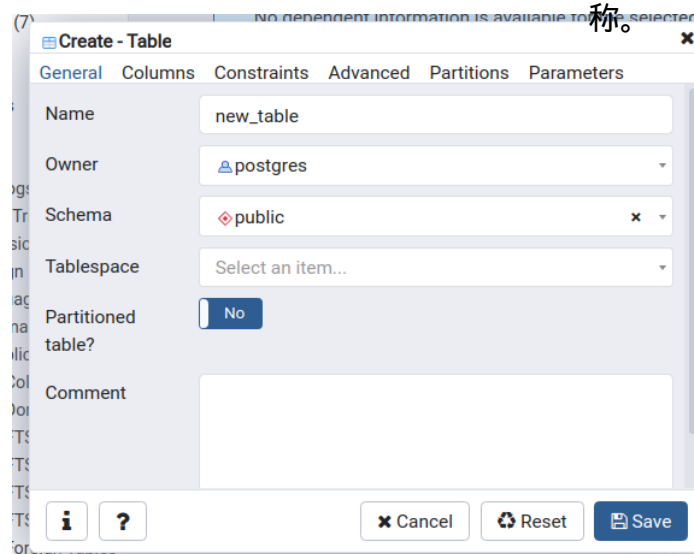 (7)
No dependent information is available for the selected
称。
Create - Table
General Columns Constraints Advanced Partitions Parameters
Name new_table
Owner postgres
Schema public
Tablespace Select an item...
Partitioned table? No
Comment
i ? Cancel Reset Save